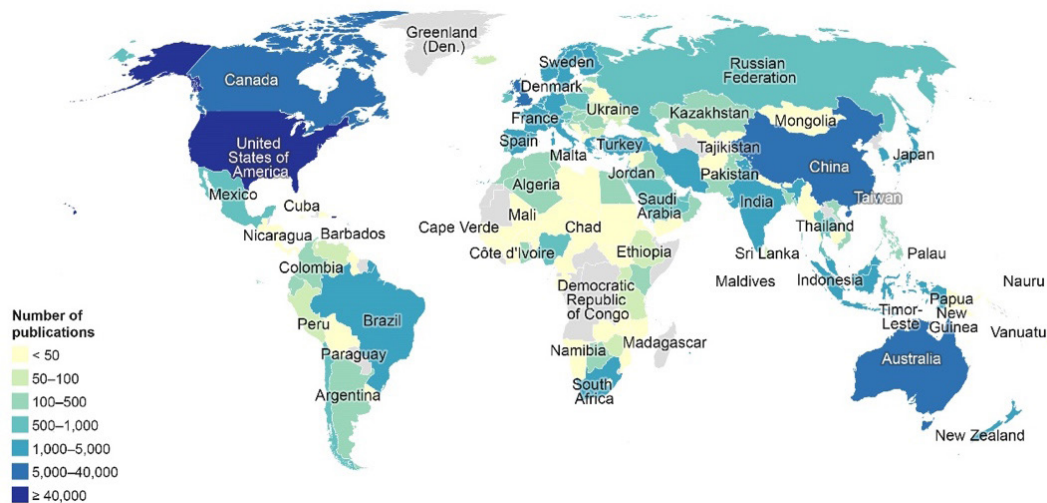 Greenland
(Den.)
Canada
Sweden
Russian
Federation
Denmark
Ukraine
Kazakhstan
Mongolia
France
United
States of
America
Spain
Turkey
Tajikistan
China
Japan
Malta
Mexico
Algeria
Jordan
Pakistan
Cuba
Saudi
Arabia
India
Taiwan
Mali
Chad
Cape Verde
Thailand
Nicaragua
Barbados
Côte d'Ivoire
Ethiopia
Sri Lanka
Palau
Colombia
Democratic
Republic
of Congo
Maldives
Indonesia
Nauru
Papua
New
Guinea
Timor-
Leste
Vanuatu
Peru
Brazil
Madagascar
Paraguay
Namibia
Australia
Argentina
South
Africa
New Zealand
Number of
publications
< 50
50–100
100–500
500–1,000
1,000–5,000
5,000–40,000
≥ 40,000